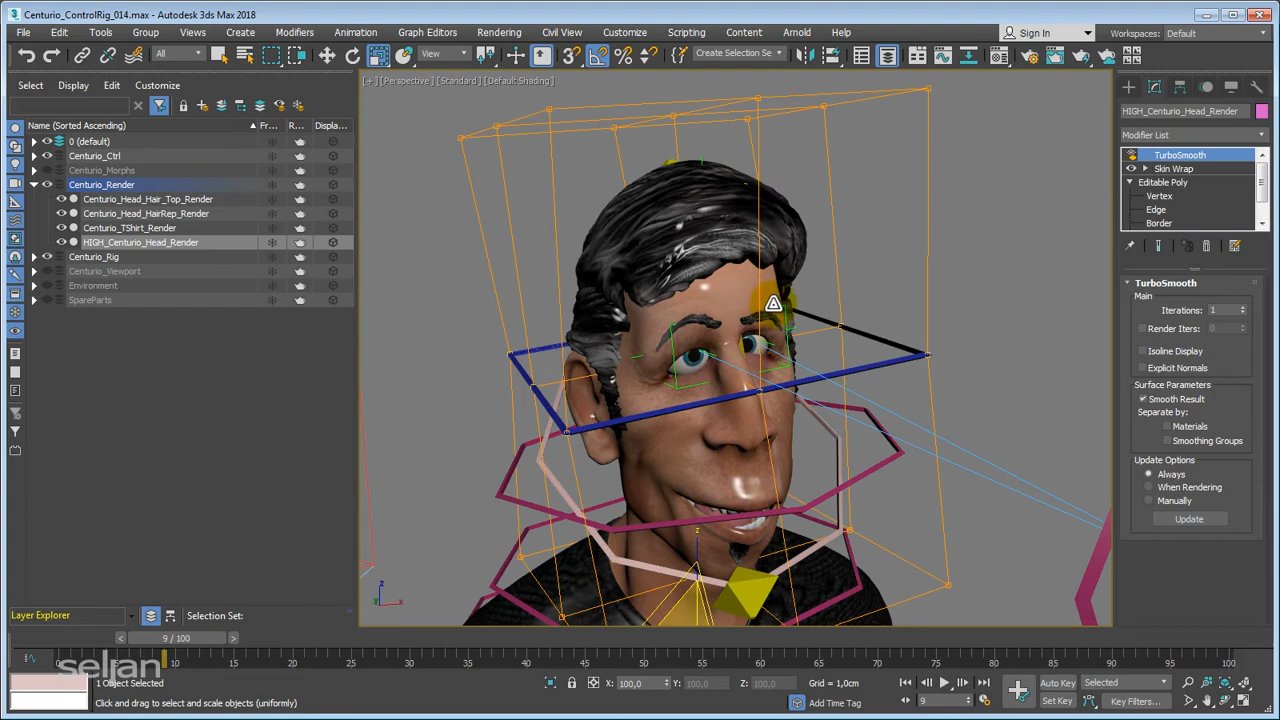 Centurio_ControlRig_014.max - Autodesk 3ds Max 2018
File Edit Tools Group Views Create Modifiers Animation Graph Editors Rendering Civil View Customize Scripting Content Arnold Help Sign In Workspaces: Default
All View Create Selection Se
Select Display Edit Customize
[+] [Perspective] [Standard] [Default Shading]
Name (Sorted Ascending) Fr... R... Displa...
0 (default)
Centurio_Ctrl
Centurio_Morphs
Centurio_Render
Centurio_Head_Hair_Top_Render
Centurio_Head_HairRep_Render
Centurio_TShirt_Render
HIGH_Centurio_Head_Render
Centurio_Rig
Centurio_Viewport
Environment
SpareParts
HIGH_Centurio_Head_Render
Modifier List
TurboSmooth
Skin Wrap
Editable Poly
Vertex
Edge
Border
TurboSmooth
Main
Iterations: 1
Render Iters: 0
Isoline Display
Explicit Normals
Surface Parameters
Smooth Result
Separate by:
Materials
Smoothing Groups
Update Options
Always
When Rendering
Manually
Update
z
z
y x
Layer Explorer Selection Set:
< 9 / 100 >
0 5 10 15 20 25 30 35 40 45 50 55 60 65 70 75 80 85 90 95 100
selian
1 Object Selected X: 100,0 Y: 100,0 Z: 100,0 Grid = 1,0cm Auto Key Selected
Click and drag to select and scale objects (uniformly) Add Time Tag 9 Set Key Key Filters...